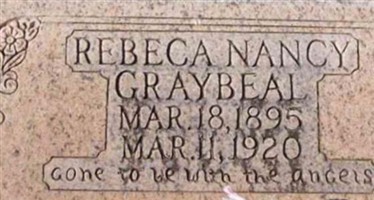 REBECA NANCY
GRAYBEAL
MAR. 18, 1895
MAR. 11, 1920
Gone to be with the angels